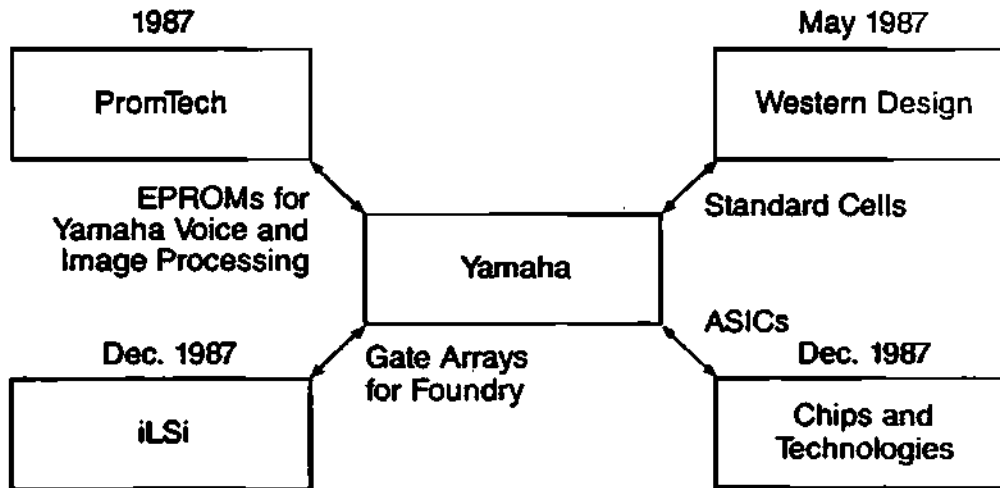 1987
PromTech
EPROMs for
Yamaha Voice and
Image Processing
May 1987
Western Design
Standard Cells
Yamaha
Dec. 1987
iLSi
Gate Arrays
for Foundry
ASICs
Dec. 1987
Chips and
Technologies